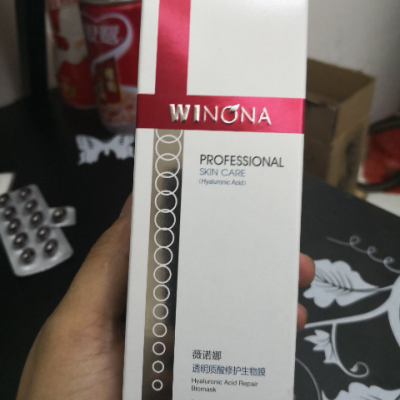 WINONA
PROFESSIONAL
SKIN CARE
(Hyaluronic Acid)
薇诺娜
透明质酸修护生物膜
Hyaluronic Acid Repair
Biomask